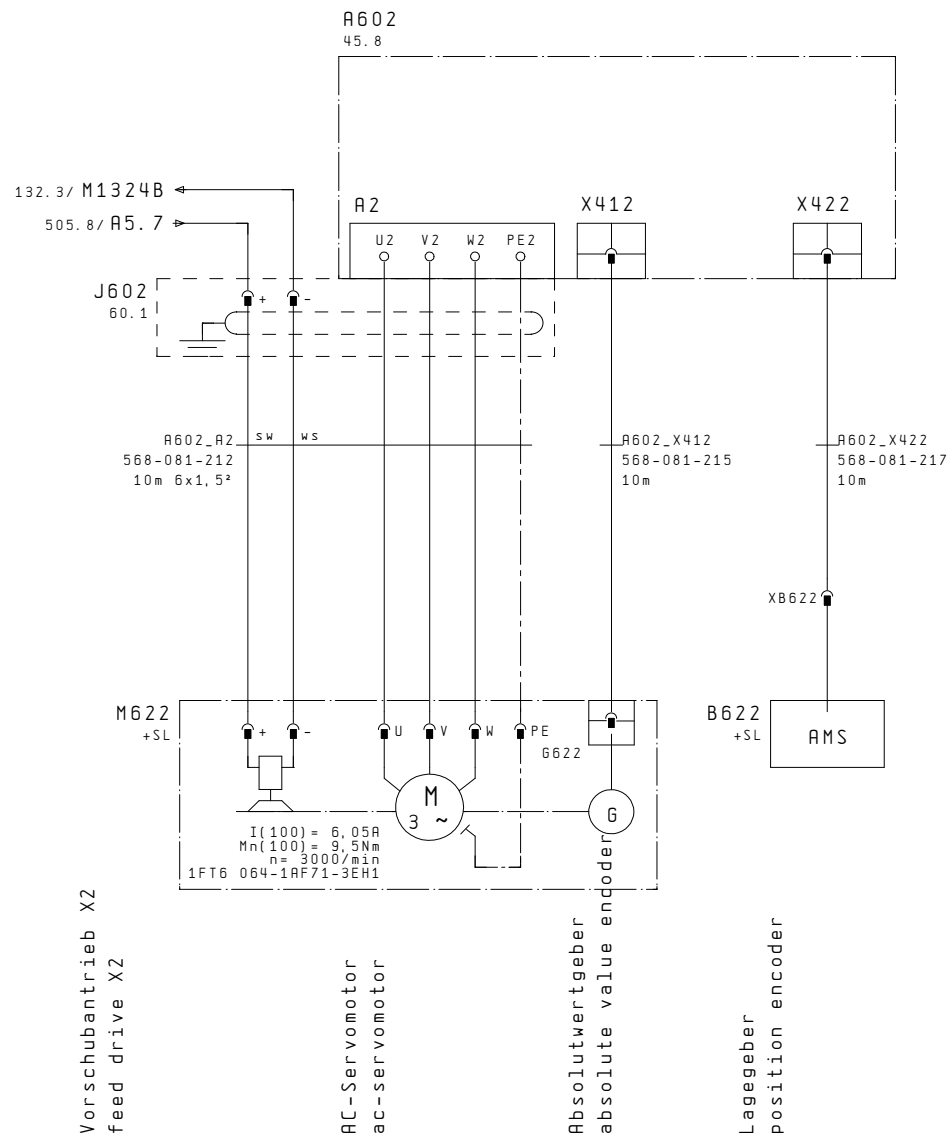 A602
45.8
132.3/ M1324B
505.8/ A5.7
A2
X412
X422
U2 V2 W2 PE2
J602
60.1
+ -
A602_A2
568-081-212
10m 6x1,5²
SW WS
A602_X412
568-081-215
10m
A602_X422
568-081-217
10m
XB622
M622
+SL
+ - U V W PE
G622
B622
+SL
AMS
M
3 ~
G
I(100)= 6,05A
Mn(100)= 9,5Nm
n= 3000/min
1FT6 064-1AF71-3EH1
Vorschubantrieb X2
feed drive X2
AC-Servomotor
ac-servomotor
Absolutwertgeber
absolute value encoder
Lagegeber
position encoder